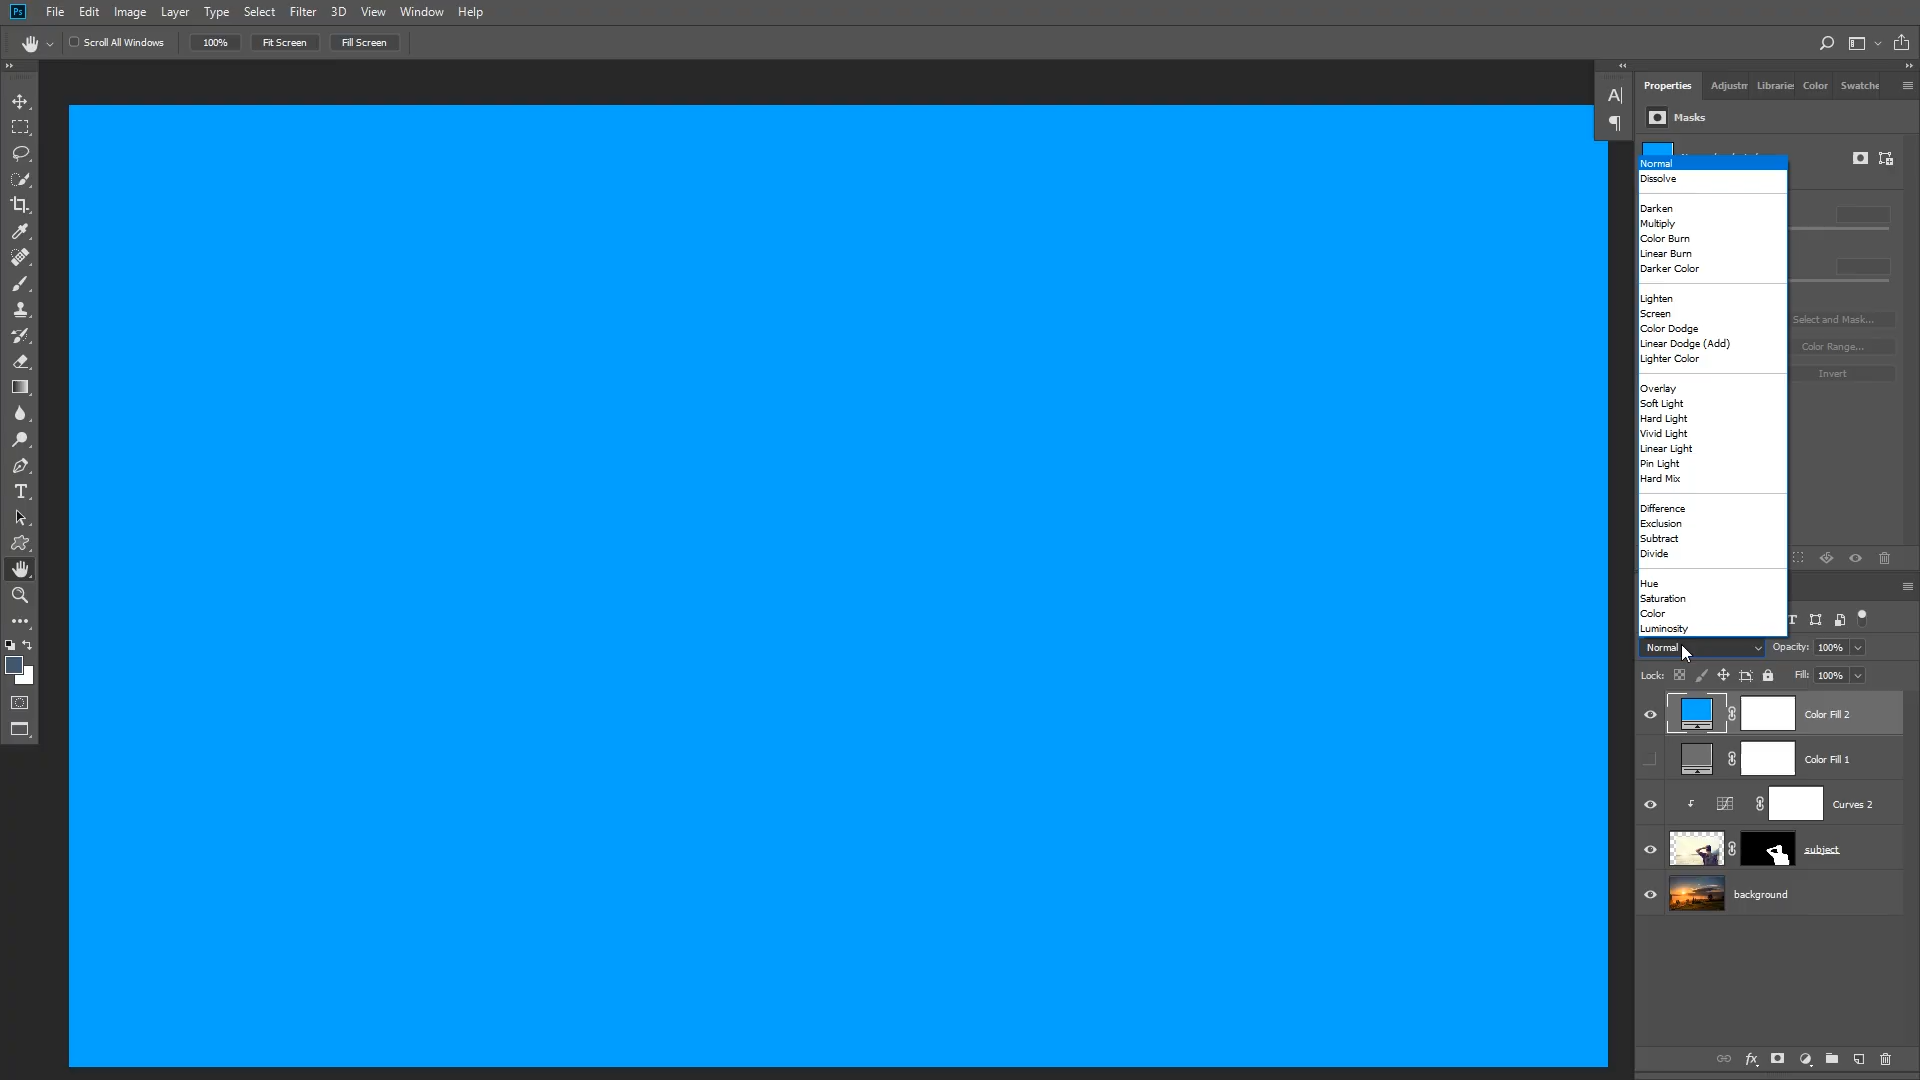 Ps File Edit Image Layer Type Select Filter 3D View Window Help
Scroll All Windows 100% Fit Screen Fill Screen
Properties Adjustm Libraries Color Swatche
Masks
Normal
Dissolve
Darken
Multiply
Color Burn
Linear Burn
Darker Color
Lighten
Screen
Color Dodge
Linear Dodge (Add)
Lighter Color
Overlay
Soft Light
Hard Light
Vivid Light
Linear Light
Pin Light
Hard Mix
Difference
Exclusion
Subtract
Divide
Hue
Saturation
Color
Luminosity
Select and Mask...
Color Range...
Invert
Normal Opacity: 100%
Lock: Fill: 100%
Color Fill 2
Color Fill 1
Curves 2
subject
background
fx